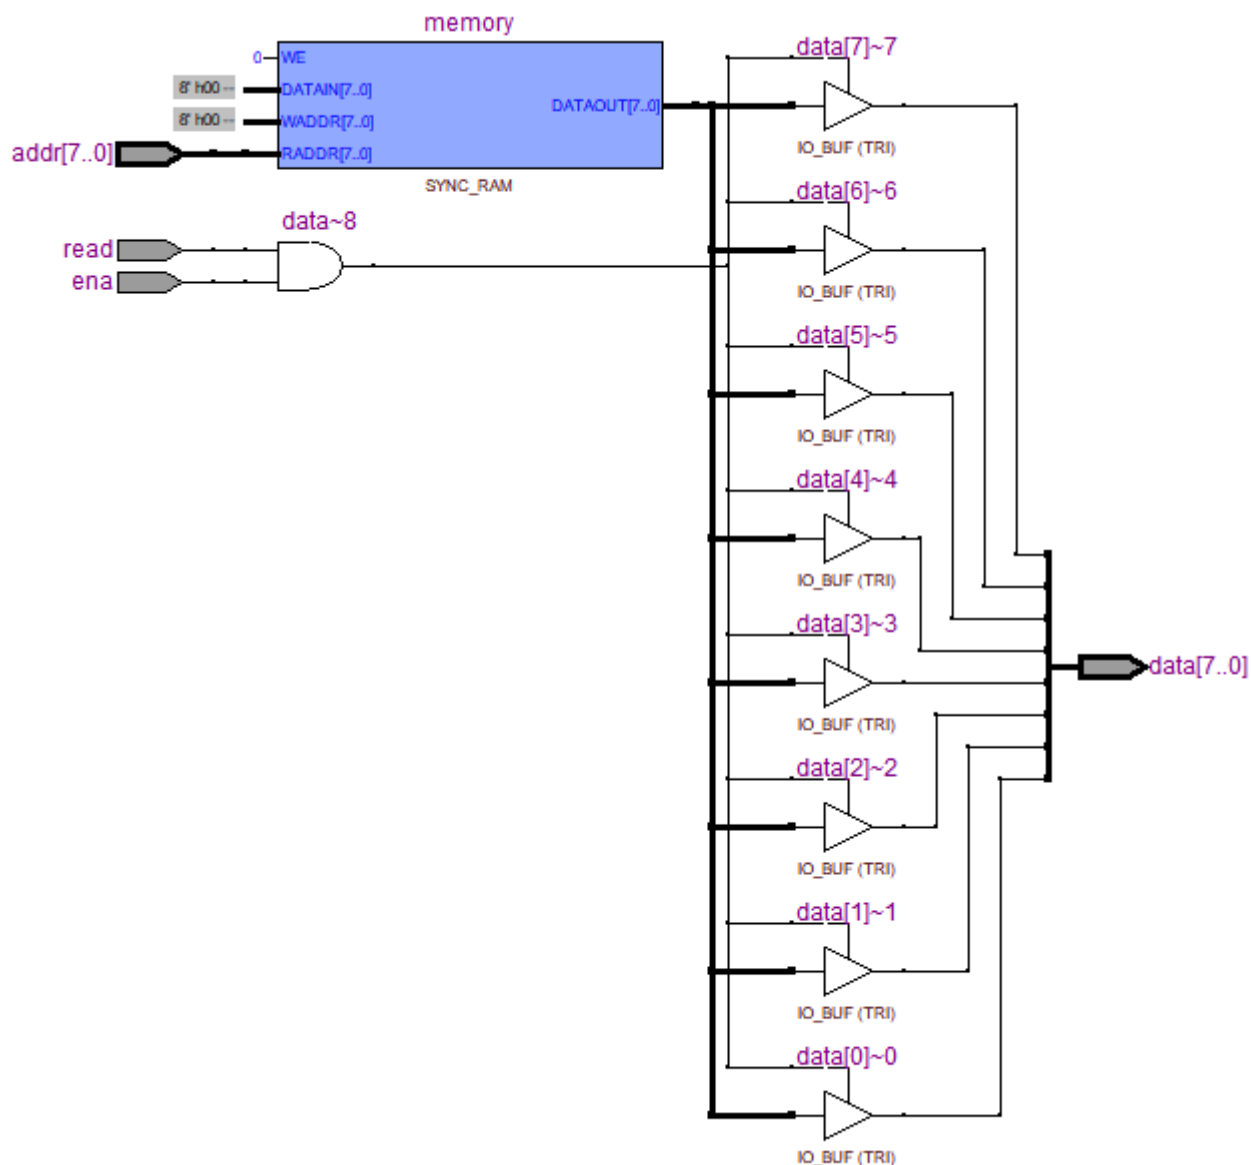 memory
0
WE
8' h00 --
DATAIN[7..0]
DATAOUT[7..0]
8' h00 --
WADDR[7..0]
addr[7..0]
RADDR[7..0]
SYNC_RAM
data~8
read
ena
data[7]~7
IO_BUF (TRI)
data[6]~6
IO_BUF (TRI)
data[5]~5
IO_BUF (TRI)
data[4]~4
IO_BUF (TRI)
data[3]~3
IO_BUF (TRI)
data[2]~2
IO_BUF (TRI)
data[1]~1
IO_BUF (TRI)
data[0]~0
IO_BUF (TRI)
data[7..0]